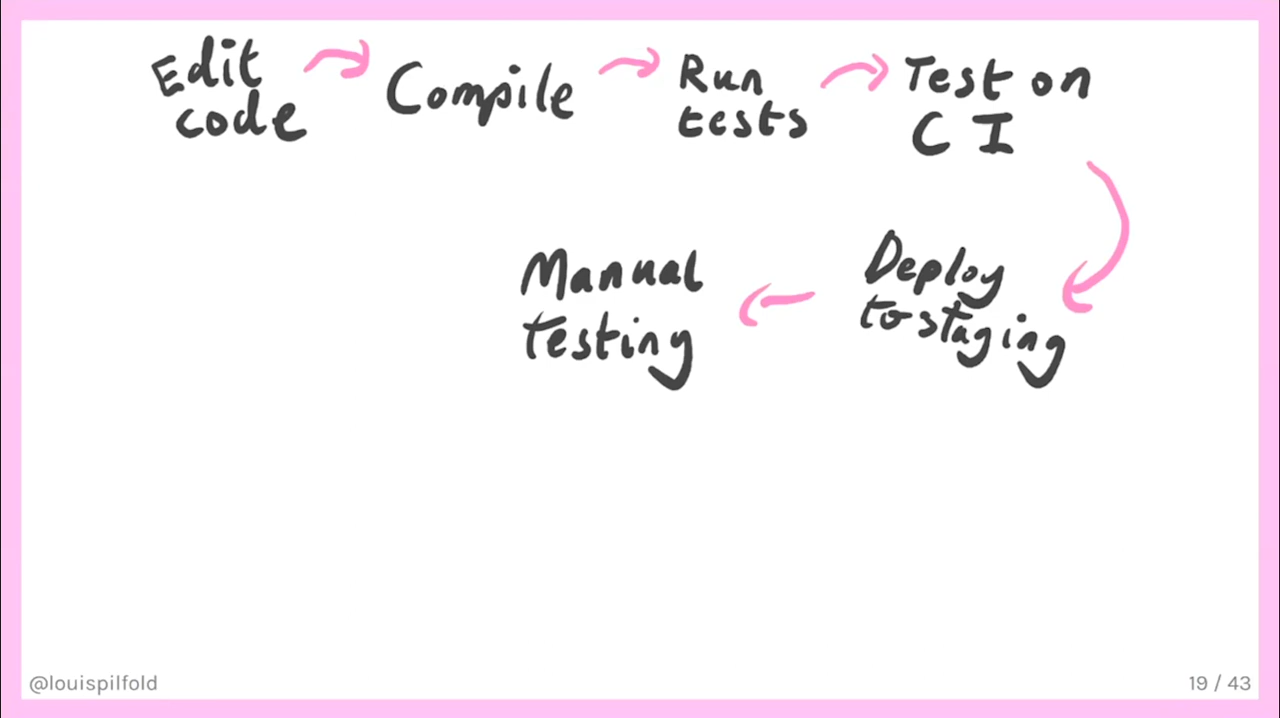 Edit
code
Compile
Run
tests
Test on
CI
Deploy
to staging
Manual
testing
@louispilfold
19 / 43